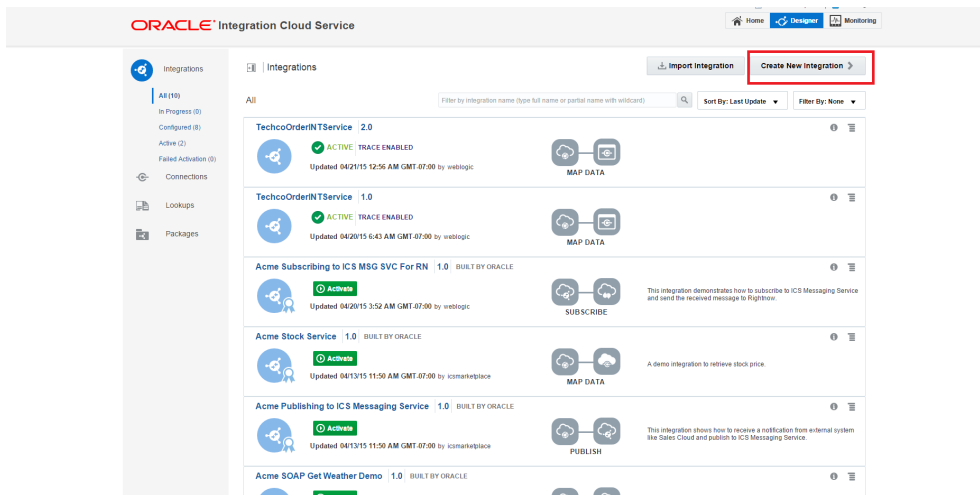 ORACLE Integration Cloud Service
Home
Designer
Monitoring
Integrations
Integrations
Import Integration
Create New Integration
All
Filter by integration name (type full name or partial name with wildcard)
Sort By: Last Update
Filter By: None
All (10)
In Progress (0)
Configured (8)
Active (2)
Failed Activation (0)
Connections
Lookups
Packages
TechcoOrderINTService 2.0
ACTIVE TRACE ENABLED
Updated 04/21/15 12:56 AM GMT-07:00 by weblogic
MAP DATA
TechcoOrderINTService 1.0
ACTIVE TRACE ENABLED
Updated 04/20/15 6:43 AM GMT-07:00 by weblogic
MAP DATA
Acme Subscribing to ICS MSG SVC For RN 1.0 BUILT BY ORACLE
Activate
Updated 04/20/15 3:52 AM GMT-07:00 by weblogic
SUBSCRIBE
This integration demonstrates how to subscribe to ICS Messaging Service
and send the received message to Rightnow.
Acme Stock Service 1.0 BUILT BY ORACLE
Activate
Updated 04/13/15 11:50 AM GMT-07:00 by icsmarketplace
MAP DATA
A demo integration to retrieve stock price.
Acme Publishing to ICS Messaging Service 1.0 BUILT BY ORACLE
Activate
Updated 04/13/15 11:50 AM GMT-07:00 by icsmarketplace
PUBLISH
This integration shows how to receive a notification from external system
like Sales Cloud and publish to ICS Messaging Service.
Acme SOAP Get Weather Demo 1.0 BUILT BY ORACLE